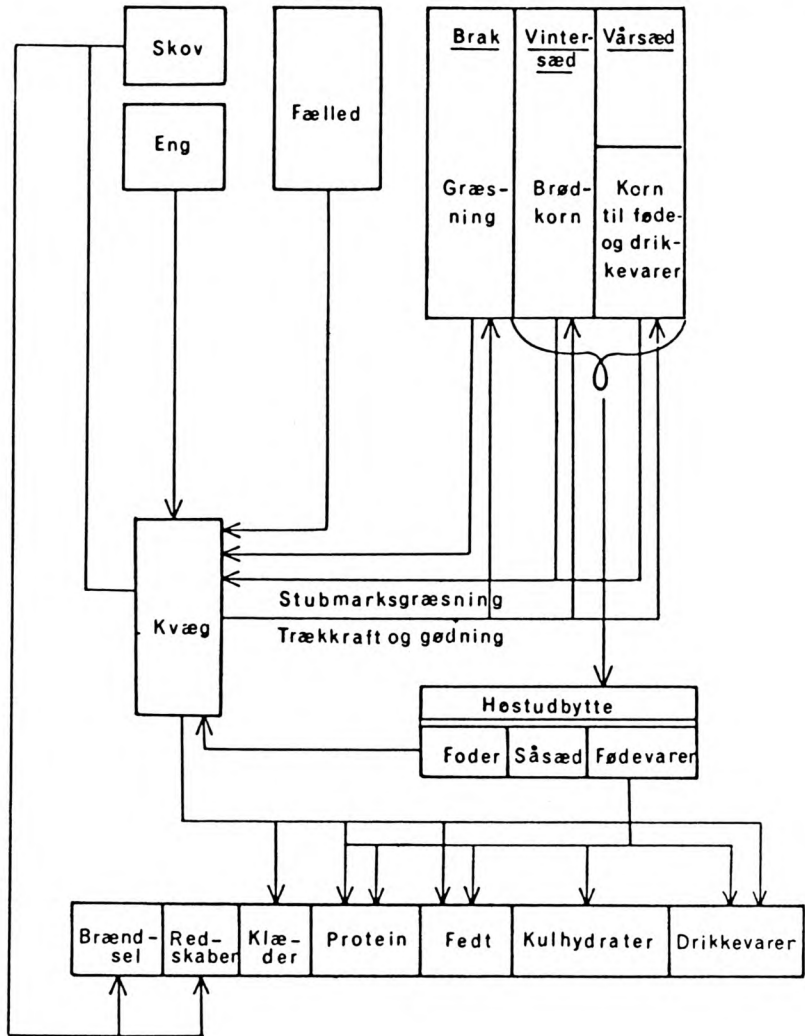 Skov
Eng
Fælled
Brak
Græs-
ning
Vinter-
sæd
Brød-
korn
Vårsæd
Korn
til føde-
og drik-
kevarer
Kvæg
Stubmarksgræsning
Trækkraft og gødning
Høstudbytte
Foder
Såsæd
Fødevarer
Brænd-
sel
Red-
skaber
Klæ-
der
Protein
Fedt
Kulhydrater
Drikkevarer